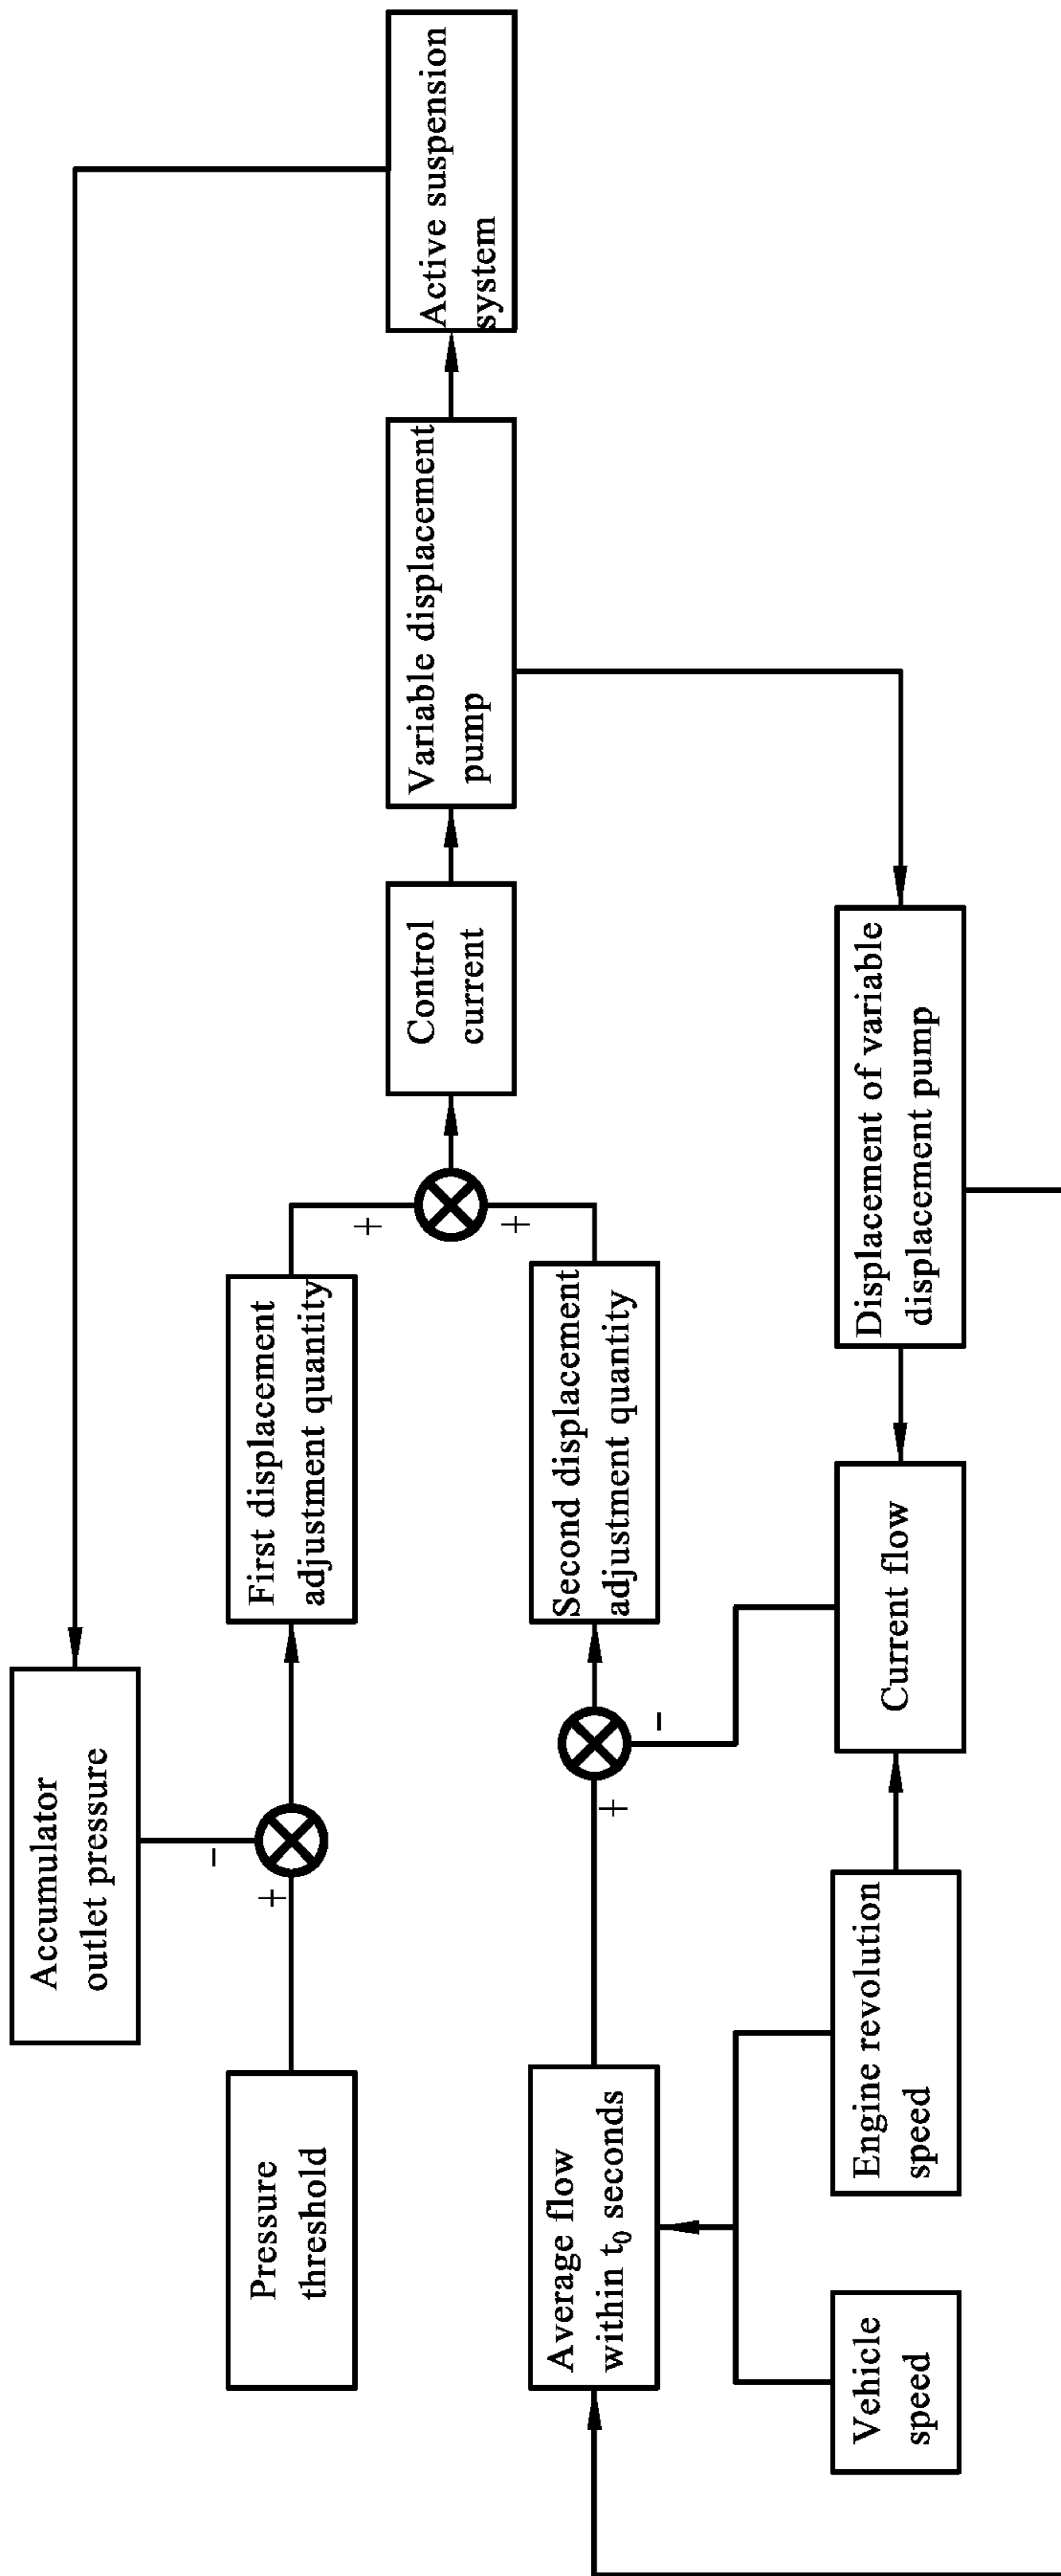 Accumulator
outlet pressure
Pressure
threshold
-
+
First displacement
adjustment quantity
+
+
Control
current
Variable displacement
pump
Active suspension
system
Average flow
within t₀ seconds
+
-
Second displacement
adjustment quantity
Vehicle
speed
Engine revolution
speed
Current flow
Displacement of variable
displacement pump